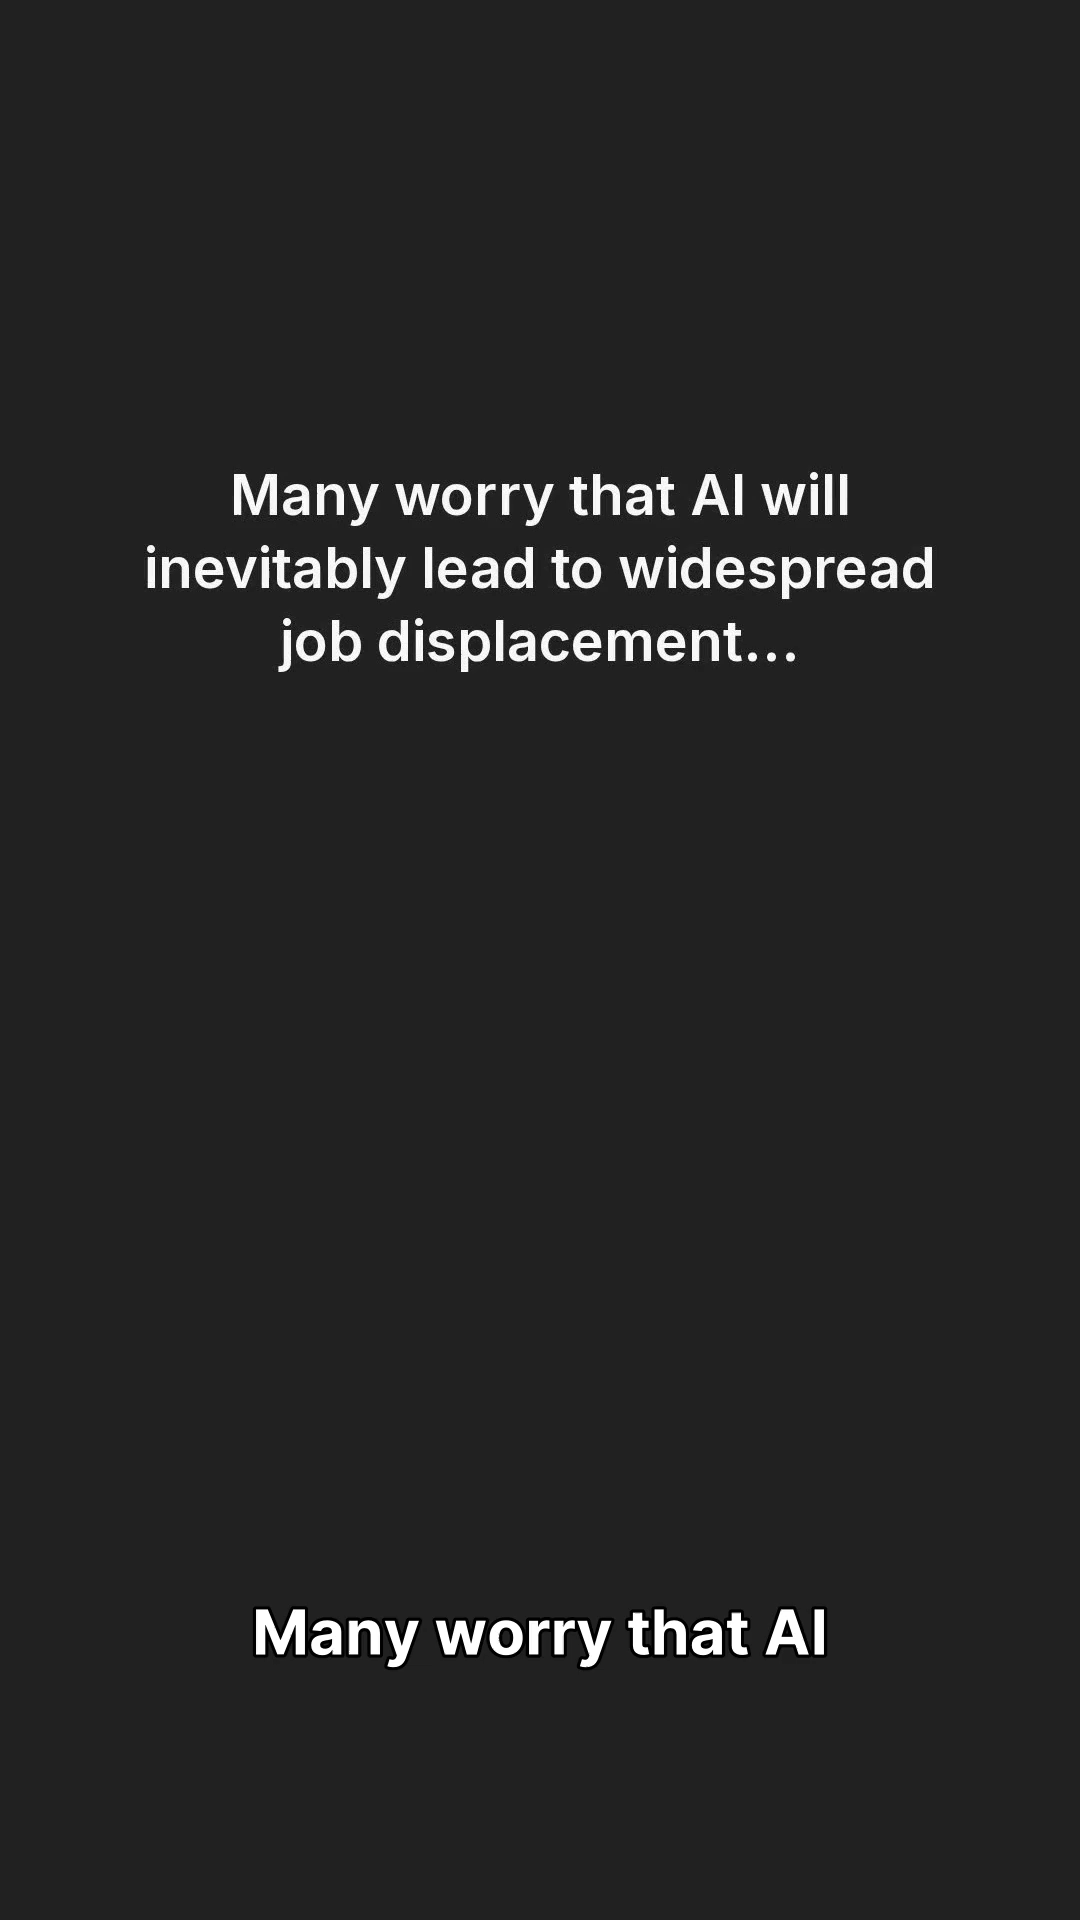 Many worry that AI will
inevitably lead to widespread
job displacement...
Many worry that AI